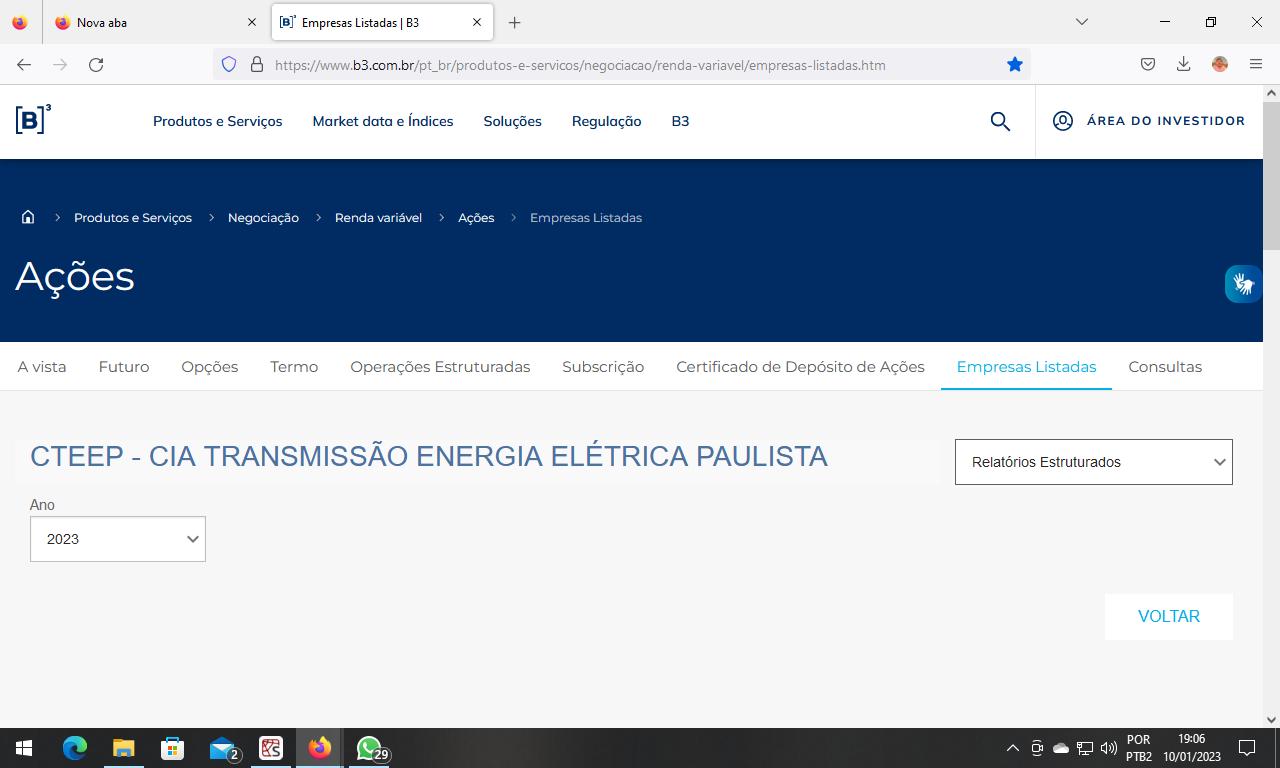 Nova aba
Empresas Listadas | B3
https://www.b3.com.br/pt_br/produtos-e-servicos/negociacao/renda-variavel/empresas-listadas.htm
[B]³
Produtos e Serviços
Market data e Índices
Soluções
Regulação
B3
ÁREA DO INVESTIDOR
Produtos e Serviços > Negociação > Renda variável > Ações > Empresas Listadas
Ações
A vista
Futuro
Opções
Termo
Operações Estruturadas
Subscrição
Certificado de Depósito de Ações
Empresas Listadas
Consultas
CTEEP - CIA TRANSMISSÃO ENERGIA ELÉTRICA PAULISTA
Relatórios Estruturados
Ano
2023
VOLTAR
2
29
POR
PTB2
19:06
10/01/2023